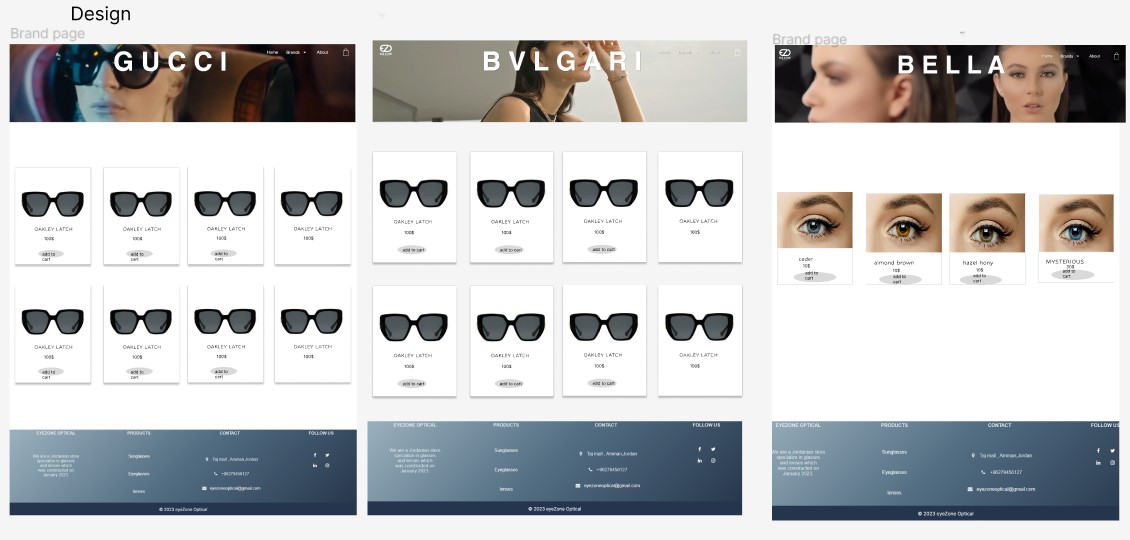 Design
Brand page
GUCCI
Home Brands About
OAKLEY LATCH
100$
add to
cart
OAKLEY LATCH
100$
add to
cart
OAKLEY LATCH
100$
add to
cart
OAKLEY LATCH
100$
OAKLEY LATCH
100$
add to
cart
OAKLEY LATCH
100$
add to
cart
OAKLEY LATCH
100$
add to
cart
OAKLEY LATCH
100$
EYEZONE OPTICAL
We are a Jordanian store
specialize in glasses
and lenses which
was constructed on
January 2023
PRODUCTS
Sunglasses
Eyeglasses
lenses
CONTACT
Taj mall , Amman,Jordan
+96279456127
eyezoneoptical@gmail.com
FOLLOW US
© 2023 eyeZone Optical
EZ
BVLGARI
Home Brands About
OAKLEY LATCH
100$
add to cart
OAKLEY LATCH
100$
add to cart
OAKLEY LATCH
100$
add to cart
OAKLEY LATCH
100$
OAKLEY LATCH
100$
add to cart
OAKLEY LATCH
100$
add to cart
OAKLEY LATCH
100$
add to cart
OAKLEY LATCH
100$
EYEZONE OPTICAL
We are a Jordanian store
specialize in glasses
and lenses which
was constructed on
January 2023
PRODUCTS
Sunglasses
Eyeglasses
lenses
CONTACT
Taj mall , Amman,Jordan
+96279456127
eyezoneoptical@gmail.com
FOLLOW US
© 2023 eyeZone Optical
Brand page
EZ
BELLA
Home Brands About
ceder
10$
add to
cart
almond brown
10$
add to
cart
hazel hony
10$
add to
cart
MYSTERIOUS
10$
add to
cart
EYEZONE OPTICAL
We are a Jordanian store
specialize in glasses
and lenses which
was constructed on
January 2023
PRODUCTS
Sunglasses
Eyeglasses
lenses
CONTACT
Taj mall , Amman,Jordan
+96279456127
eyezoneoptical@gmail.com
FOLLOW US
© 2023 eyeZone Optical